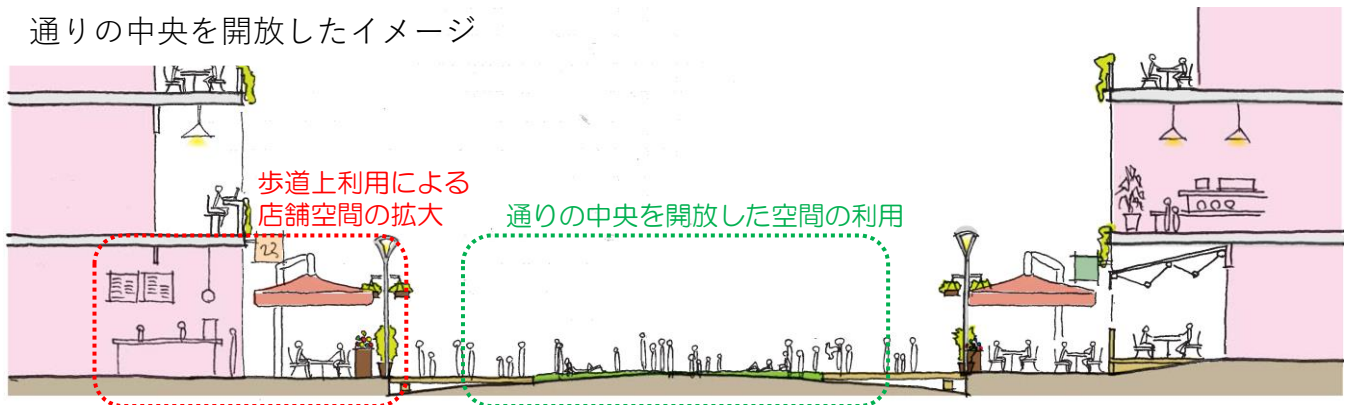 通りの中央を開放したイメージ
歩道上利用による
店舗空間の拡大
通りの中央を開放した空間の利用
23